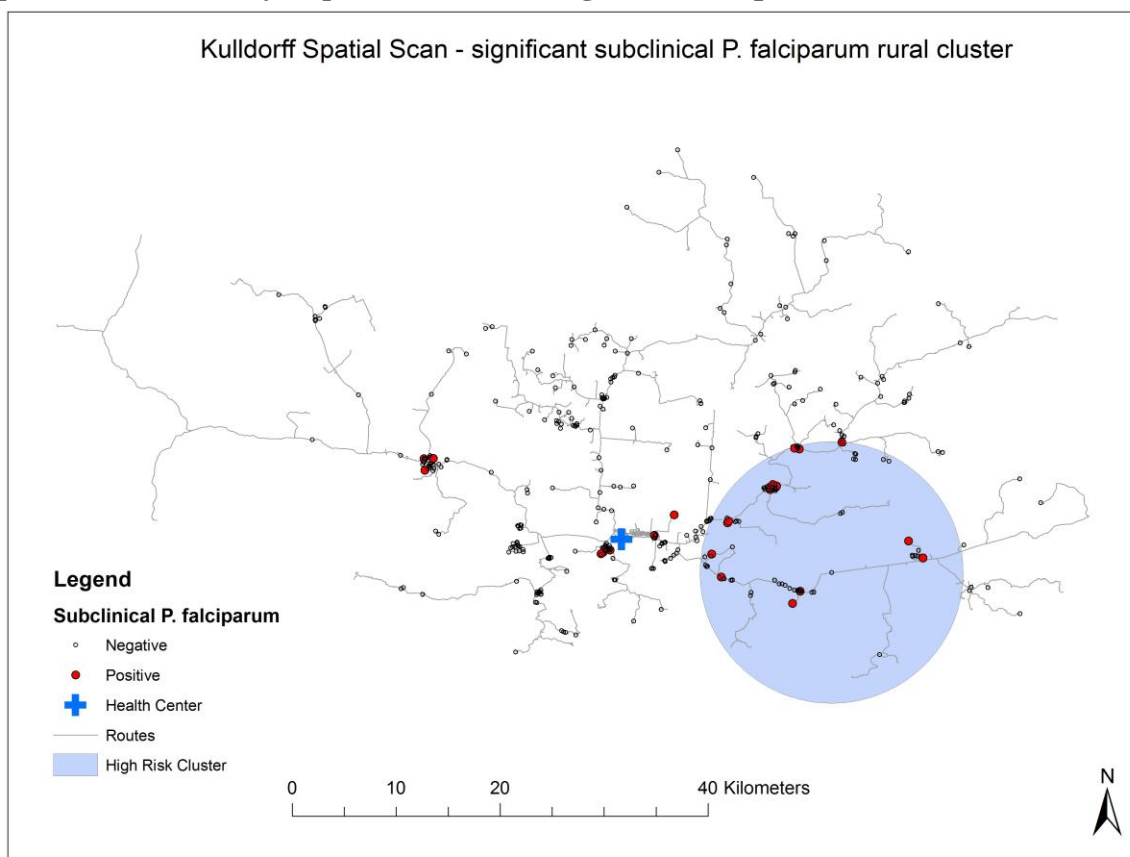 Kulldorff Spatial Scan - significant subclinical P. falciparum rural cluster
Legend
Subclinical P. falciparum
Negative
Positive
Health Center
Routes
High Risk Cluster
0 10 20 40 Kilometers
N